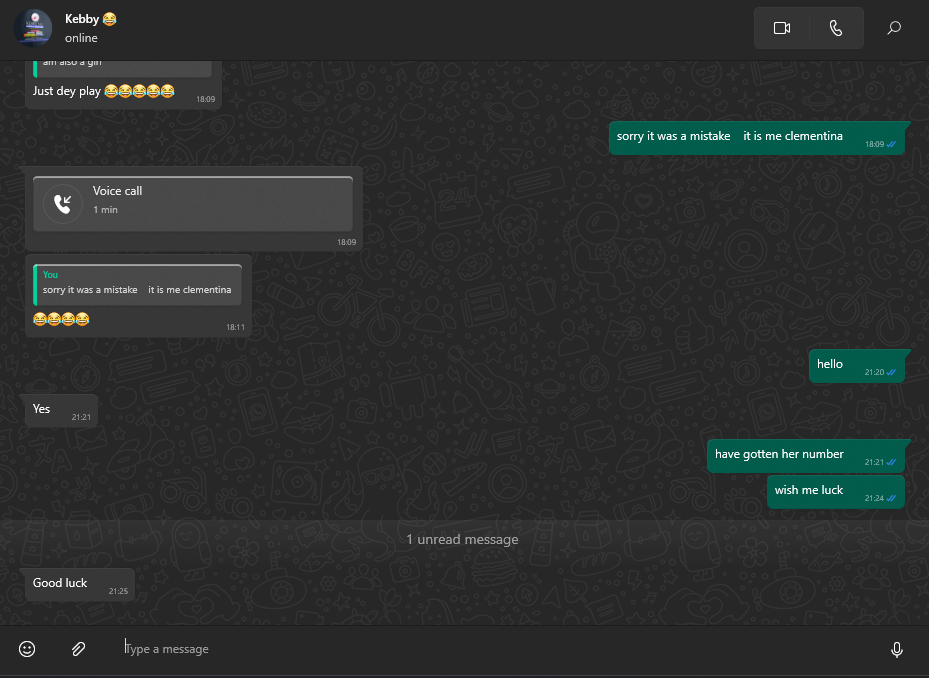 Kebby 😂
online
am also a girl
Just dey play 😂😂😂😂😂
18:09
sorry it was a mistake it is me clementina
18:09
Voice call
1 min
18:09
You
sorry it was a mistake it is me clementina
😂😂😂😂
18:11
hello
21:20
Yes
21:21
have gotten her number
21:21
wish me luck
21:24
1 unread message
Good luck
21:25
Type a message